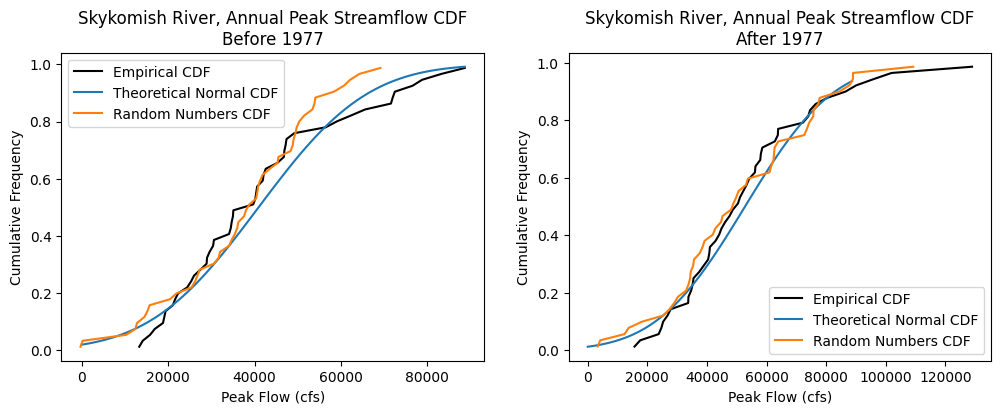 Skykomish River, Annual Peak Streamflow CDF
Before 1977
Empirical CDF
Theoretical Normal CDF
Random Numbers CDF
1.0
0.8
0.6
0.4
0.2
0.0
Cumulative Frequency
0
20000
40000
60000
80000
Peak Flow (cfs)
Skykomish River, Annual Peak Streamflow CDF
After 1977
1.0
0.8
0.6
0.4
0.2
0.0
Cumulative Frequency
Empirical CDF
Theoretical Normal CDF
Random Numbers CDF
0
20000
40000
60000
80000
100000
120000
Peak Flow (cfs)